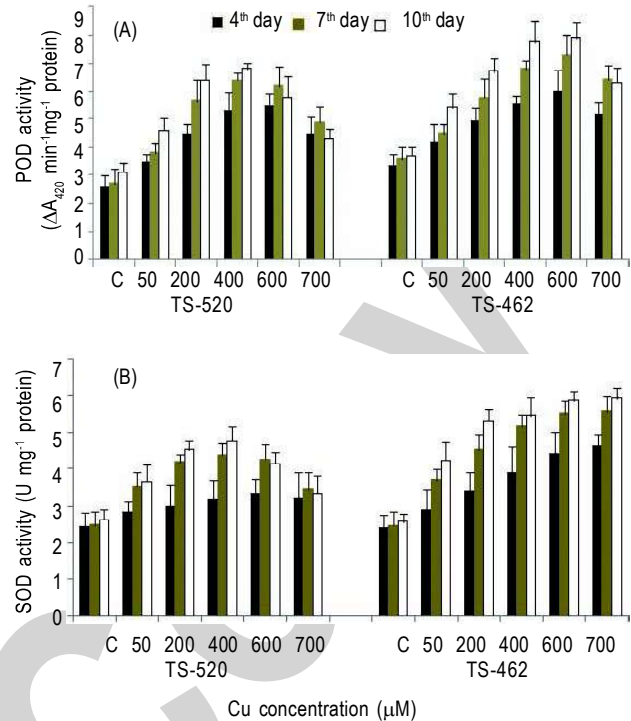 9
8
7
6
5
4
3
2
1
0
(A)
4th day
7th day
10th day
POD activity
(ΔA420 min-1mg-1 protein)
C 50 200 400 600 700
TS-520
C 50 200 400 600 700
TS-462
7
6
5
4
3
2
1
0
(B)
SOD activity (U mg-1 protein)
C 50 200 400 600 700
TS-520
C 50 200 400 600 700
TS-462
Cu concentration (μM)